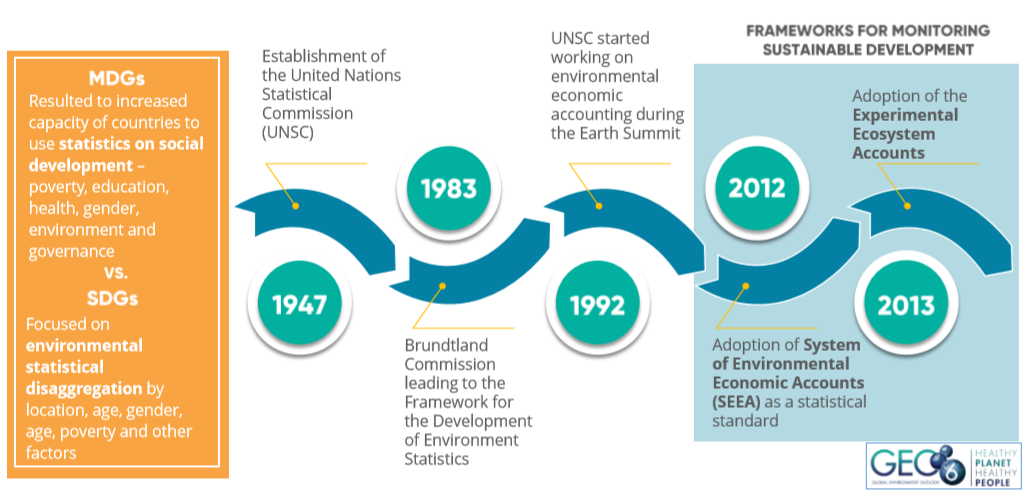 MDGs
Resulted to increased
capacity of countries to
use statistics on social
development –
poverty, education,
health, gender,
environment and
governance
vs.
SDGs
Focused on
environmental
statistical
disaggregation by
location, age, gender,
age, poverty and other
factors
Establishment of
the United Nations
Statistical
Commission
(UNSC)
1947
1983
Brundtland
Commission
leading to the
Framework for
the Development
of Environment
Statistics
UNSC started
working on
environmental
economic
accounting during
the Earth Summit
1992
FRAMEWORKS FOR MONITORING
SUSTAINABLE DEVELOPMENT
2012
Adoption of System
of Environmental
Economic Accounts
(SEEA) as a statistical
standard
Adoption of the
Experimental
Ecosystem
Accounts
2013
GEO 6
GLOBAL ENVIRONMENT OUTLOOK
HEALTHY
PLANET
HEALTHY
PEOPLE